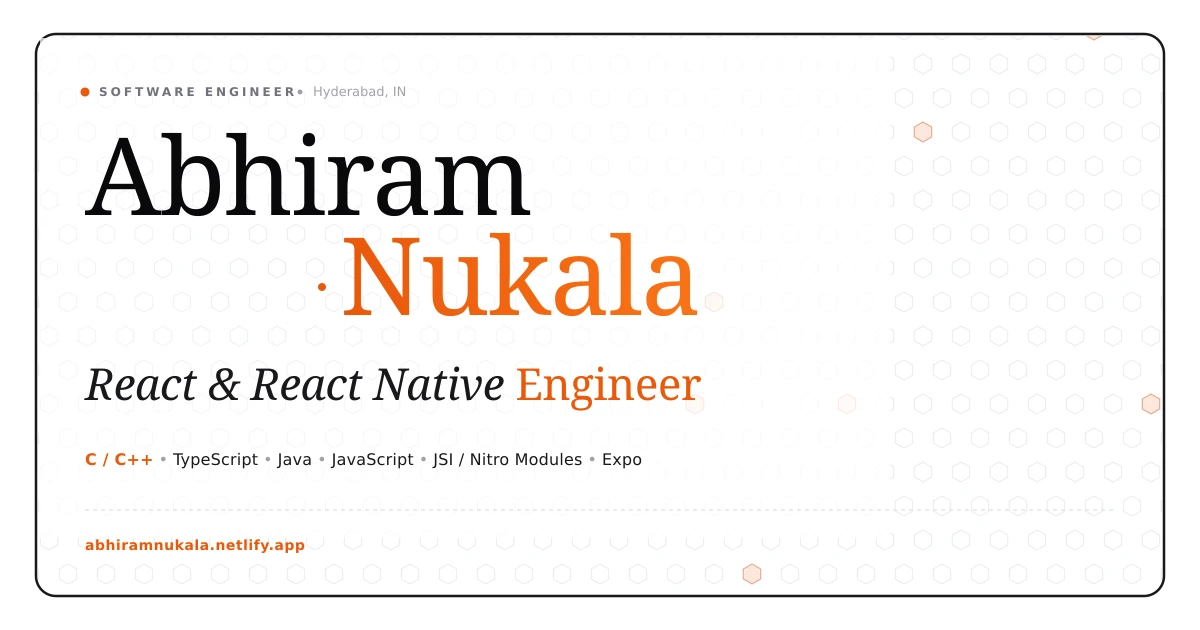 SOFTWARE ENGINEER • Hyderabad, IN
Abhiram
Nukala
React & React Native Engineer
C / C++ • TypeScript • Java • JavaScript • JSI / Nitro Modules • Expo
abhiramnukala.netlify.app